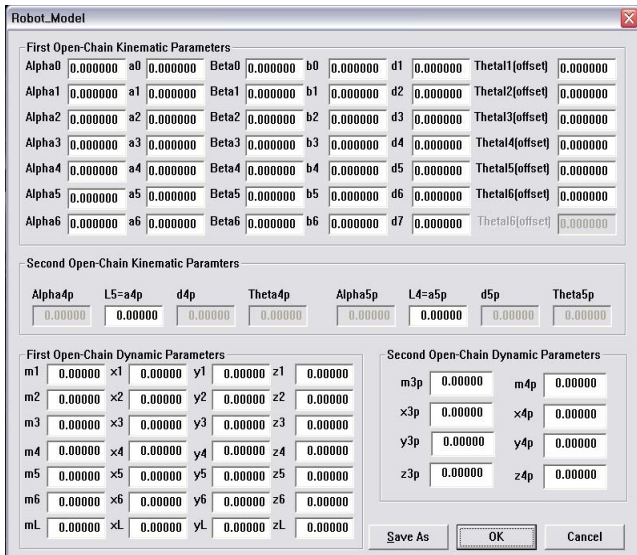 Robot_Model
First Open-Chain Kinematic Parameters
Alpha0 0.000000 a0 0.000000 Beta0 0.000000 b0 0.000000 d1 0.000000 Thetal1(offset) 0.000000
Alpha1 0.000000 a1 0.000000 Beta1 0.000000 b1 0.000000 d2 0.000000 Thetal2(offset) 0.000000
Alpha2 0.000000 a2 0.000000 Beta2 0.000000 b2 0.000000 d3 0.000000 Thetal3(offset) 0.000000
Alpha3 0.000000 a3 0.000000 Beta3 0.000000 b3 0.000000 d4 0.000000 Thetal4(offset) 0.000000
Alpha4 0.000000 a4 0.000000 Beta4 0.000000 b4 0.000000 d5 0.000000 Thetal5(offset) 0.000000
Alpha5 0.000000 a5 0.000000 Beta5 0.000000 b5 0.000000 d6 0.000000 Thetal6(offset) 0.000000
Alpha6 0.000000 a6 0.000000 Beta6 0.000000 b6 0.000000 d7 0.000000 Thetal6(offset) 0.000000
Second Open-Chain Kinematic Paramters
Alpha4p L5=a4p d4p Theta4p Alpha5p L4=a5p d5p Theta5p
0.00000 0.00000 0.00000 0.00000 0.00000 0.00000 0.00000 0.00000
First Open-Chain Dynamic Parameters
m1 0.00000 x1 0.00000 y1 0.00000 z1 0.00000
m2 0.00000 x2 0.00000 y2 0.00000 z2 0.00000
m3 0.00000 x3 0.00000 y3 0.00000 z3 0.00000
m4 0.00000 x4 0.00000 y4 0.00000 z4 0.00000
m5 0.00000 x5 0.00000 y5 0.00000 z5 0.00000
m6 0.00000 x6 0.00000 y6 0.00000 z6 0.00000
mL 0.00000 xL 0.00000 yL 0.00000 zL 0.00000
Second Open-Chain Dynamic Parameters
m3p 0.00000 m4p 0.00000
x3p 0.00000 x4p 0.00000
y3p 0.00000 y4p 0.00000
z3p 0.00000 z4p 0.00000
Save As OK Cancel